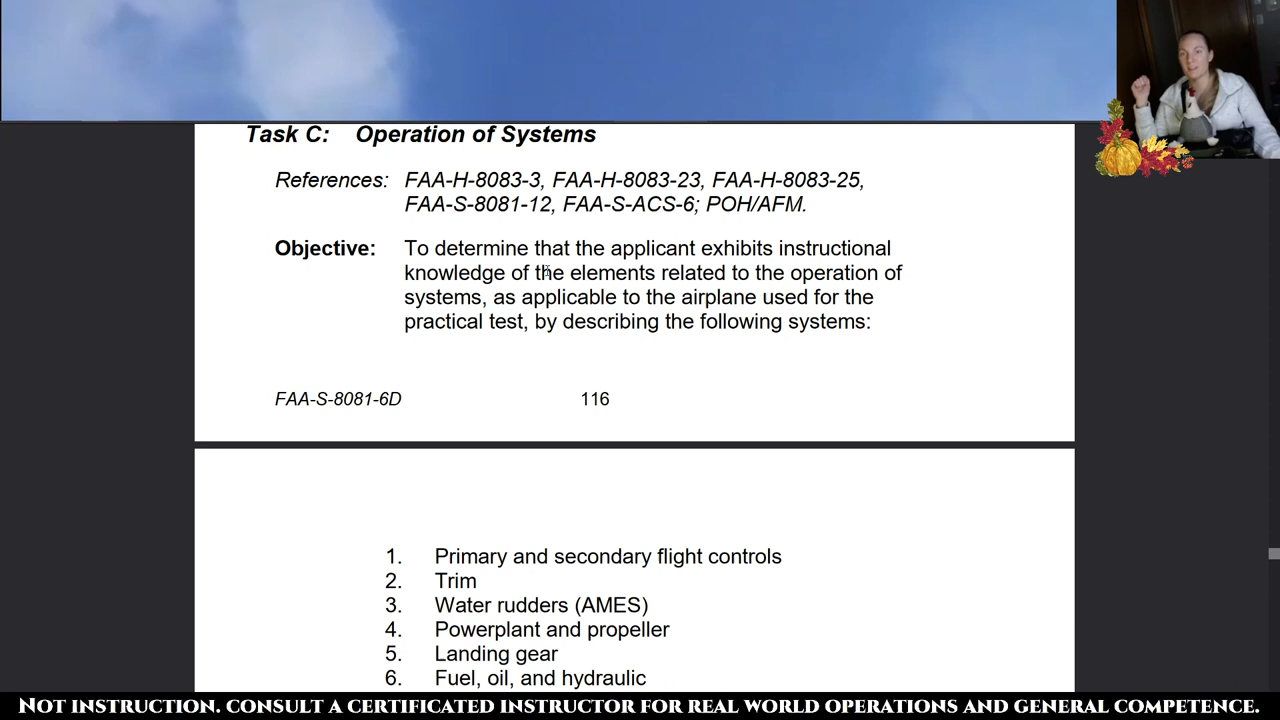 Task C: Operation of Systems
References: FAA-H-8083-3, FAA-H-8083-23, FAA-H-8083-25,
FAA-S-8081-12, FAA-S-ACS-6; POH/AFM.
Objective: To determine that the applicant exhibits instructional
knowledge of the elements related to the operation of
systems, as applicable to the airplane used for the
practical test, by describing the following systems:
FAA-S-8081-6D 116
1. Primary and secondary flight controls
2. Trim
3. Water rudders (AMES)
4. Powerplant and propeller
5. Landing gear
6. Fuel, oil, and hydraulic
Not instruction. consult a certificated instructor for real world operations and general competence.